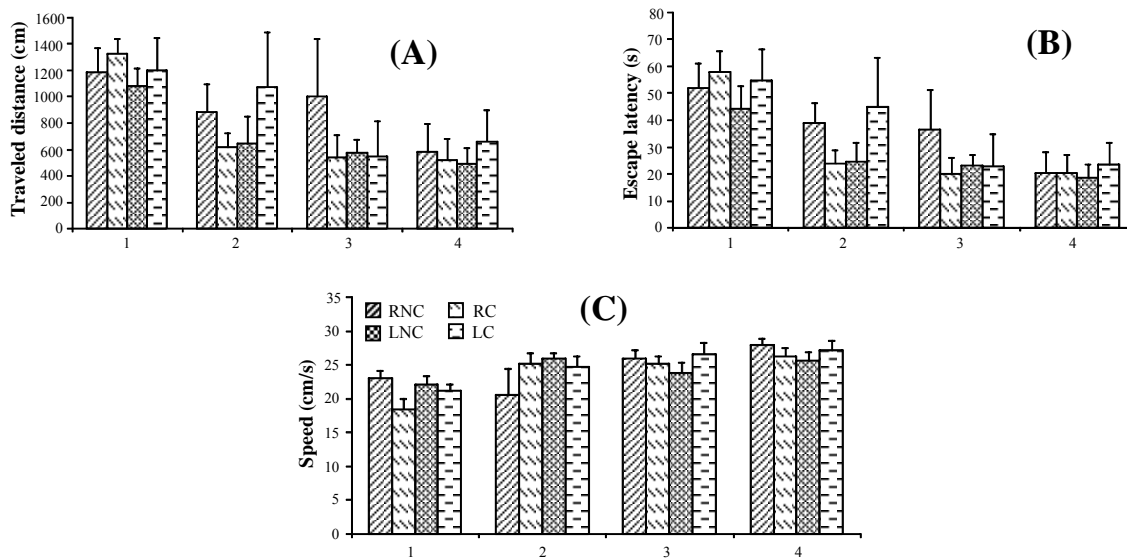 (A)
Traveled distance (cm)
1600
1400
1200
1000
800
600
400
200
0
1 2 3 4
(B)
Escape latency (s)
80
70
60
50
40
30
20
10
0
1 2 3 4
(C)
RNC RC
LNC LC
Speed (cm/s)
35
30
25
20
15
10
5
0
1 2 3 4